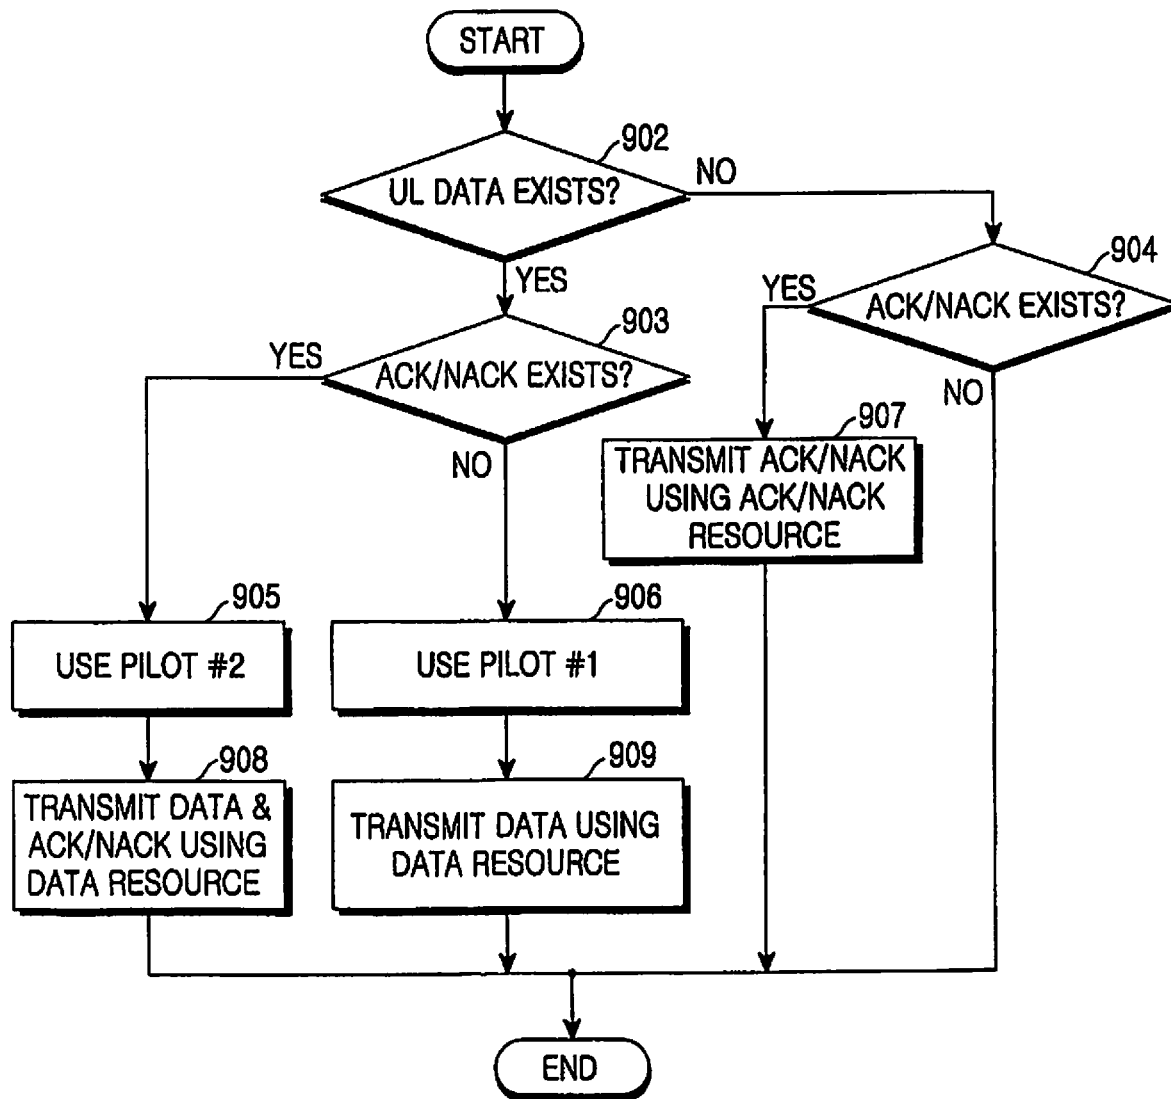 START
902
UL DATA EXISTS?
NO
YES
904
ACK/NACK EXISTS?
YES
NO
903
ACK/NACK EXISTS?
YES
NO
907
TRANSMIT ACK/NACK
USING ACK/NACK
RESOURCE
905
USE PILOT #2
906
USE PILOT #1
908
TRANSMIT DATA &
ACK/NACK USING
DATA RESOURCE
909
TRANSMIT DATA USING
DATA RESOURCE
END